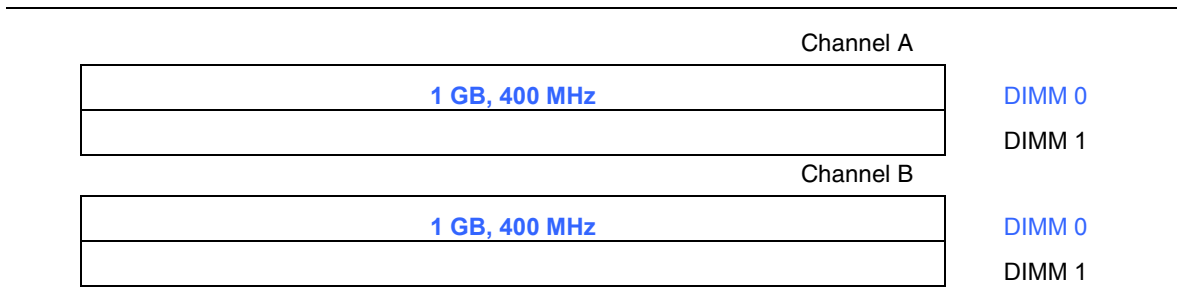 Channel A
1 GB, 400 MHz DIMM 0
DIMM 1
Channel B
1 GB, 400 MHz DIMM 0
DIMM 1